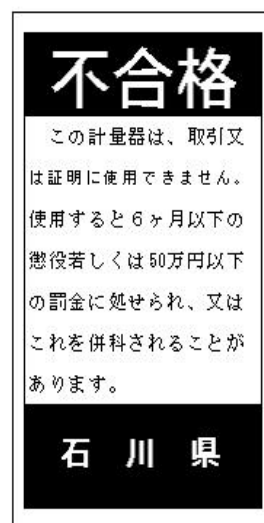 不合格
この計量器は、取引又
は証明に使用できません。
使用すると6ヶ月以下の
懲役若しくは50万円以下
の罰金に処せられ、又は
これを併科されることが
あります。
石川県